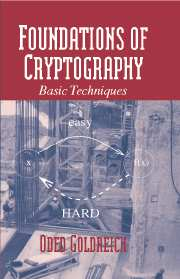 FOUNDATIONS OF
CRYPTOGRAPHY
Basic Techniques
easy
x
f(x)
HARD
ODED GOLDREICH